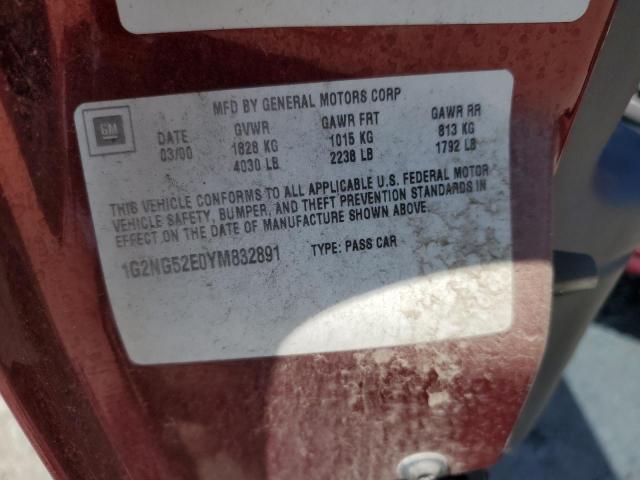 MFD BY GENERAL MOTORS CORP
GM
DATE GVWR GAWR FRT GAWR RR
03/00 1828 KG 1015 KG 813 KG
4030 LB 2238 LB 1792 LB
THIS VEHICLE CONFORMS TO ALL APPLICABLE U.S. FEDERAL MOTOR
VEHICLE SAFETY, BUMPER, AND THEFT PREVENTION STANDARDS IN
EFFECT ON THE DATE OF MANUFACTURE SHOWN ABOVE.
1G2NG52E0YM832891 TYPE: PASS CAR